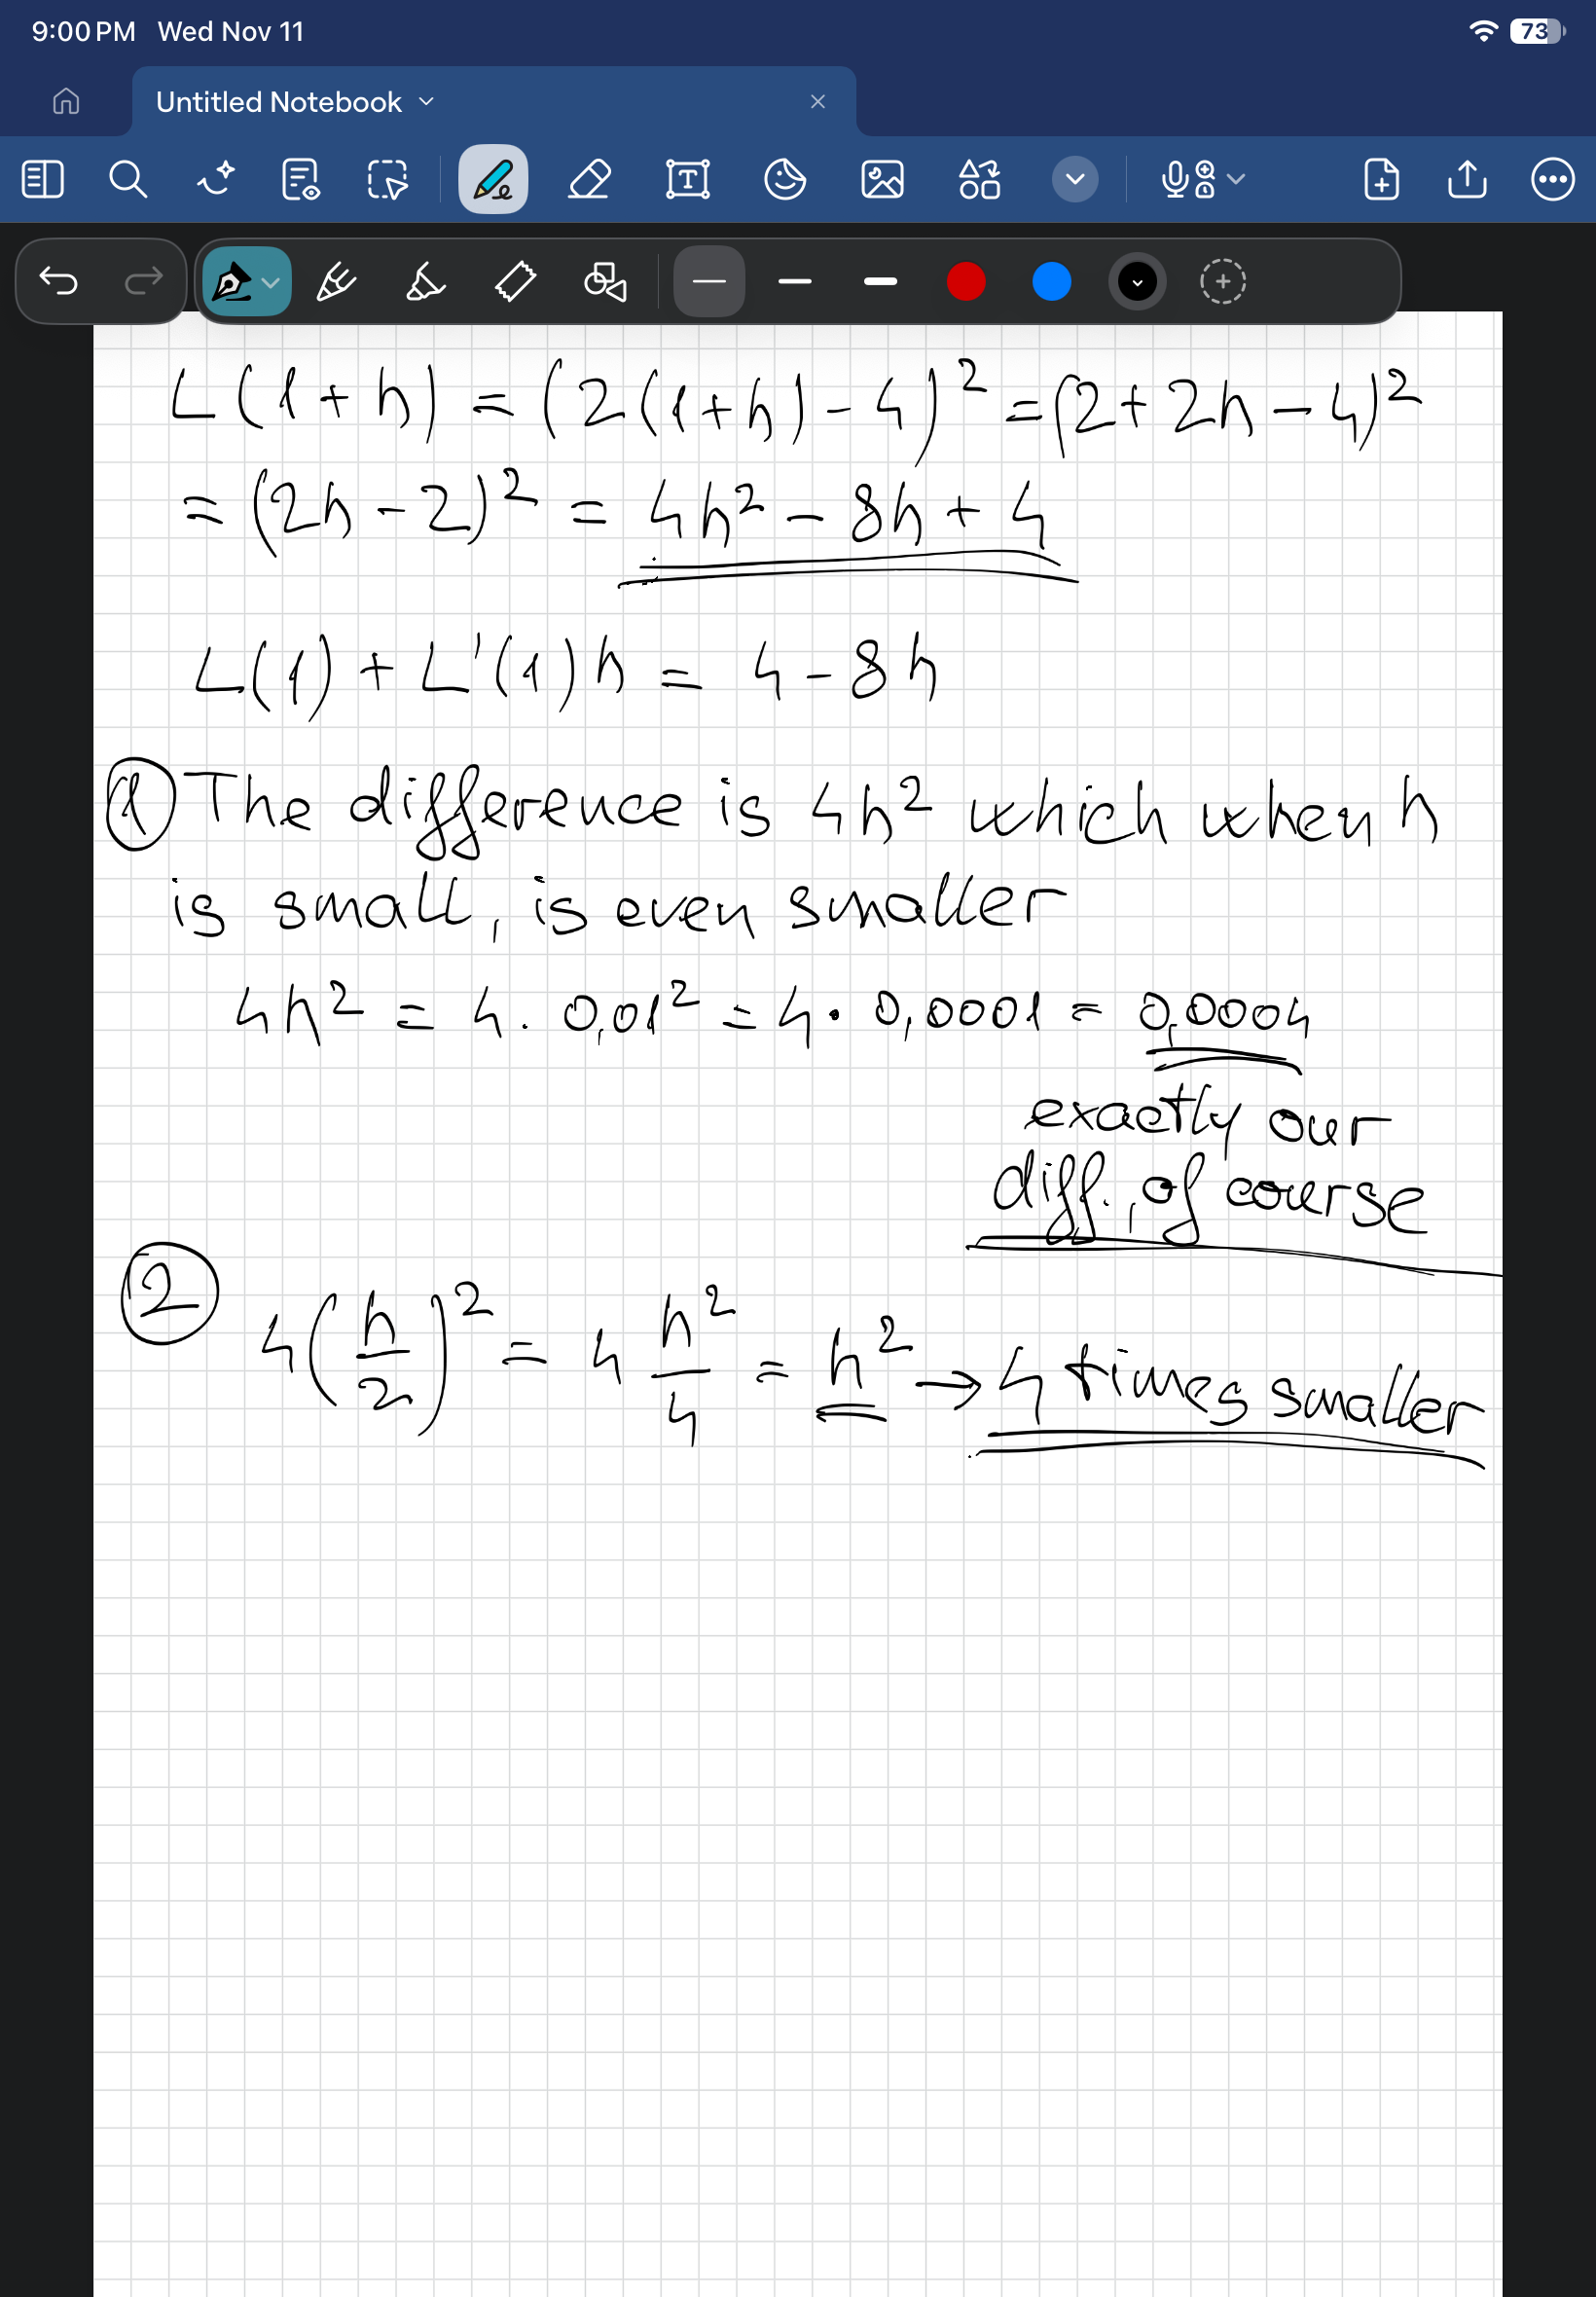 9:00 PM Wed Nov 11 73
Untitled Notebook
L(1+h) = (2(1+h)-4)² = (2+2h-4)²
= (2h-2)² = 4h² - 8h + 4
L(1) + L'(1)h = 4 - 8h
① The difference is 4h² which when h
is small, is even smaller
4h² = 4. 0,01² = 4 · 0,0001 = 0,0004
exactly our
diff., of course
② 4(h/2)² = 4 h²/4 = h² → 4 times smaller